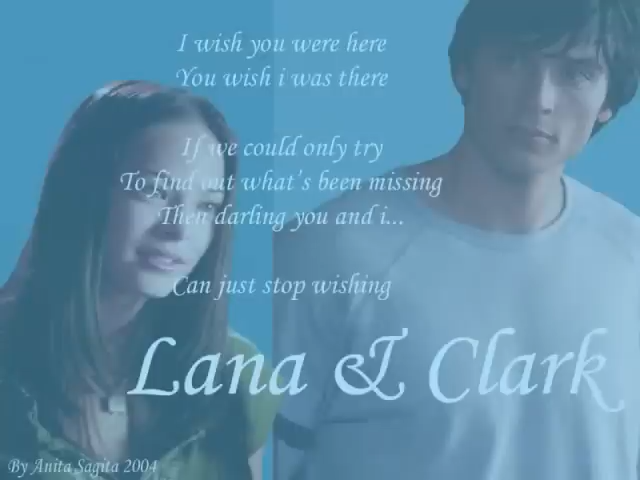 I wish you were here
You wish i was there
If we could only try
To find out what's been missing
Then darling you and i...
Can just stop wishing
Lana & Clark
By Anita Sagita 2004